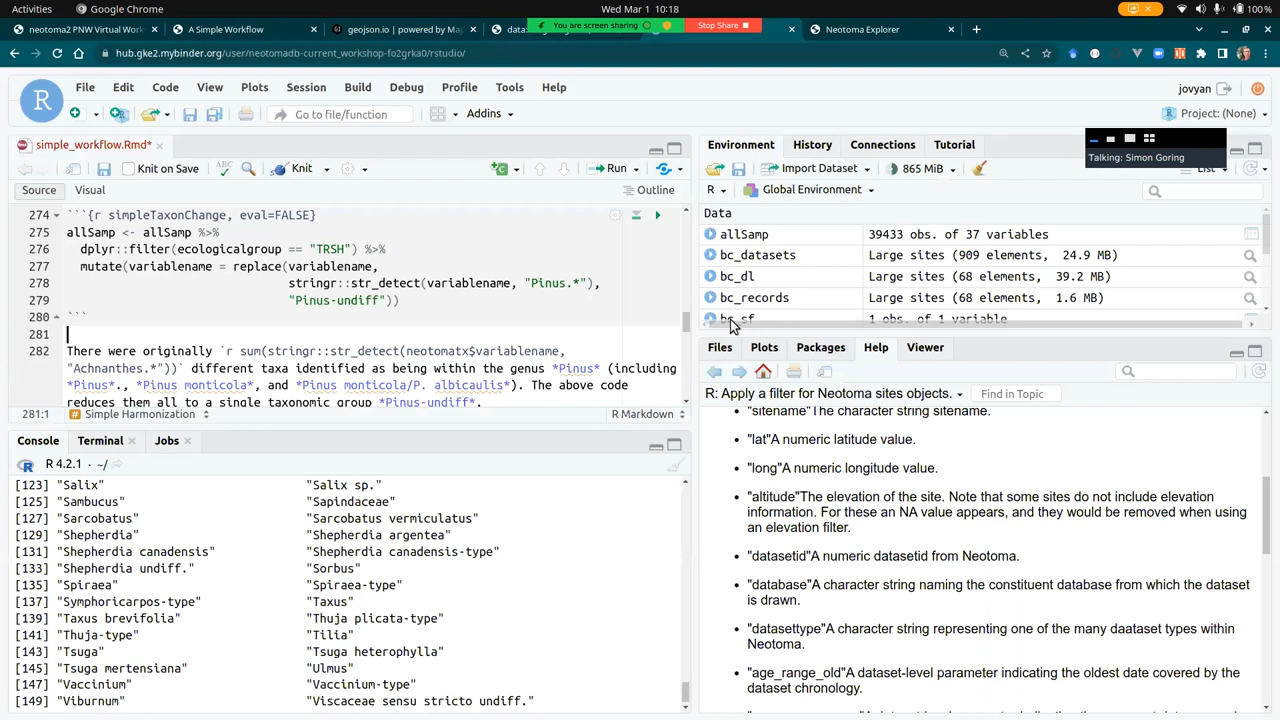 Activities
Google Chrome
Wed Mar 1 10:18
100 %
neotoma2 PNW Virtual Work
A Simple Workflow
geojson.io | powered by Ma
data
You are screen sharing
Stop Share
Neotoma Explorer
hub.gke2.mybinder.org/user/neotomadb-current_workshop-fo2grka0/rstudio/
R
File Edit Code View Plots Session Build Debug Profile Tools Help
jovyan
Go to file/function
Addins
Project: (None)
Talking: Simon Goring
simple_workflow.Rmd*
Knit on Save
ABC
Knit
Run
Source
Visual
Outline
274 ```{r simpleTaxonChange, eval=FALSE}
275 allSamp <- allSamp %>%
276 dplyr::filter(ecologicalgroup == "TRSH") %>%
277 mutate(variablename = replace(variablename,
278 stringr::str_detect(variablename, "Pinus.*"),
279 "Pinus-undiff"))
280 ```
281
282 There were originally `r sum(stringr::str_detect(neotomatx$variablename,
"Achnanthes.*"))` different taxa identified as being within the genus *Pinus* (including
*Pinus*., *Pinus monticola*, and *Pinus monticola/P. albicaulis*). The above code
reduces them all to a single taxonomic group *Pinus-undiff*.
281:1
Simple Harmonization
R Markdown
Console
Terminal
Jobs
R 4.2.1 · ~/
[123] "Salix" "Salix sp."
[125] "Sambucus" "Sapindaceae"
[127] "Sarcobatus" "Sarcobatus vermiculatus"
[129] "Shepherdia" "Shepherdia argentea"
[131] "Shepherdia canadensis" "Shepherdia canadensis-type"
[133] "Shepherdia undiff." "Sorbus"
[135] "Spiraea" "Spiraea-type"
[137] "Symphoricarpos-type" "Taxus"
[139] "Taxus brevifolia" "Thuja plicata-type"
[141] "Thuja-type" "Tilia"
[143] "Tsuga" "Tsuga heterophylla"
[145] "Tsuga mertensiana" "Ulmus"
[147] "Vaccinium" "Vaccinium-type"
[149] "Viburnum" "Viscaceae sensu stricto undiff."
Environment
History
Connections
Tutorial
Import Dataset
865 MiB
List
R
Global Environment
Data
allSamp 39433 obs. of 37 variables
bc_datasets Large sites (909 elements, 24.9 MB)
bc_dl Large sites (68 elements, 39.2 MB)
bc_records Large sites (68 elements, 1.6 MB)
bc_sf 1 obs. of 1 variable
Files
Plots
Packages
Help
Viewer
R: Apply a filter for Neotoma sites objects.
Find in Topic
• "sitename"The character string sitename.
• "lat"A numeric latitude value.
• "long"A numeric longitude value.
• "altitude"The elevation of the site. Note that some sites do not include elevation
information. For these an NA value appears, and they would be removed when using
an elevation filter.
• "datasetid"A numeric datasetid from Neotoma.
• "database"A character string naming the constituent database from which the dataset
is drawn.
• "datasettype"A character string representing one of the many daataset types within
Neotoma.
• "age_range_old"A dataset-level parameter indicating the oldest date covered by the
dataset chronology.